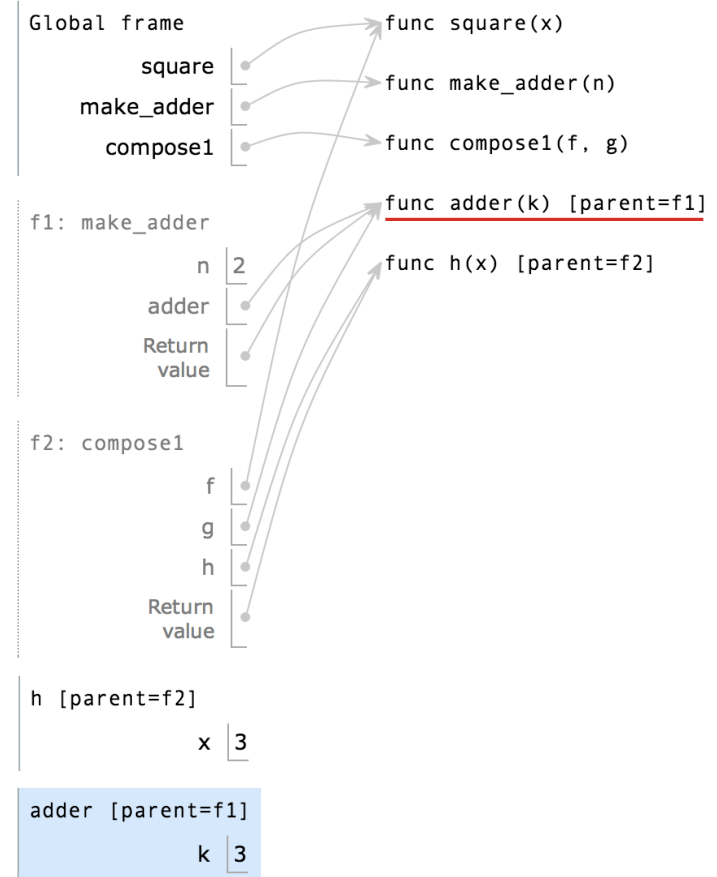 Global frame
square
make_adder
compose1
func square(x)
func make_adder(n)
func compose1(f, g)
func adder(k) [parent=f1]
func h(x) [parent=f2]
f1: make_adder
n 2
adder
Return
value
f2: compose1
f
g
h
Return
value
h [parent=f2]
x 3
adder [parent=f1]
k 3